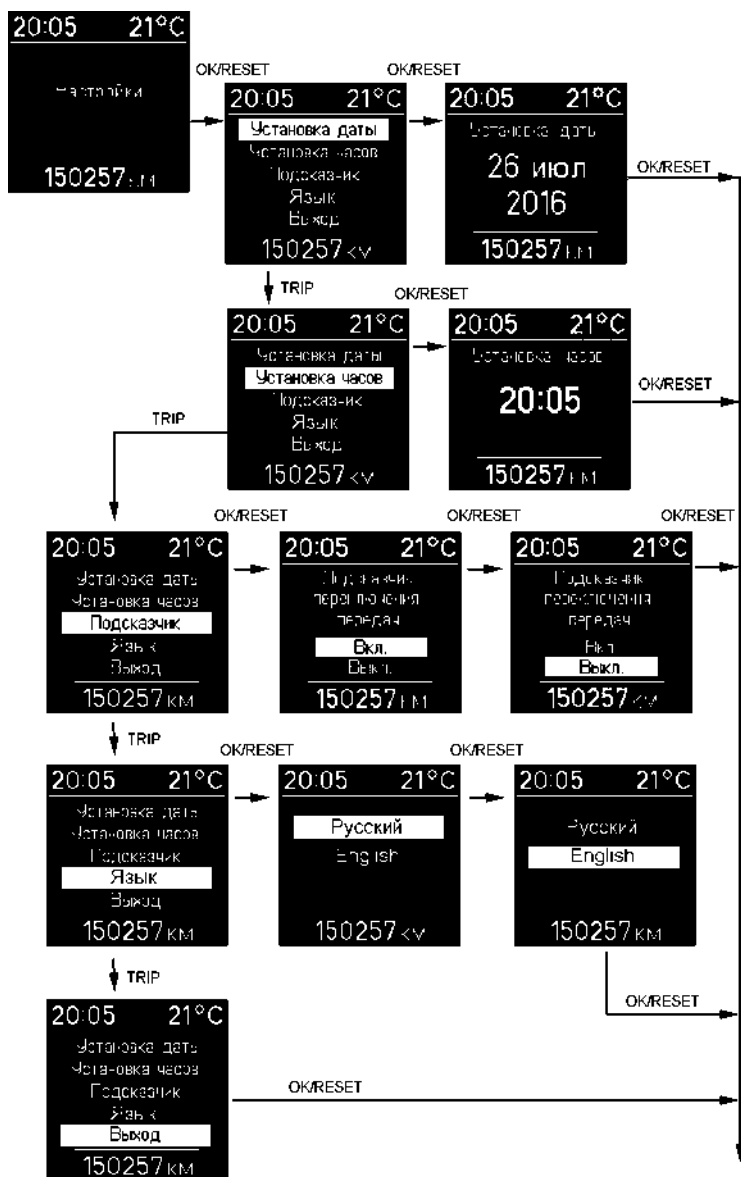 20:05 21°C
Настройки
150257 км
OK/RESET
20:05 21°C
Установка даты
Установка часов
Подсказчик
Язык
Выход
150257 км
OK/RESET
20:05 21°C
Установка даты
26 июл
2016
150257 км
OK/RESET
TRIP
20:05 21°C
Установка даты
Установка часов
Подсказчик
Язык
Выход
150257 км
OK/RESET
20:05 21°C
Установка часов
20:05
150257 км
OK/RESET
TRIP
20:05 21°C
Установка даты
Установка часов
Подсказчик
Язык
Выход
150257 км
OK/RESET
20:05 21°C
Подсказчик
переключения
передач
Вкл.
Выкл.
150257 км
OK/RESET
20:05 21°C
Подсказчик
переключения
передач
Вкл.
Выкл.
150257 км
OK/RESET
TRIP
20:05 21°C
Установка даты
Установка часов
Подсказчик
Язык
Выход
150257 км
OK/RESET
20:05 21°C
Русский
English
150257 км
OK/RESET
20:05 21°C
Русский
English
150257 км
OK/RESET
TRIP
20:05 21°C
Установка даты
Установка часов
Подсказчик
Язык
Выход
150257 км
OK/RESET